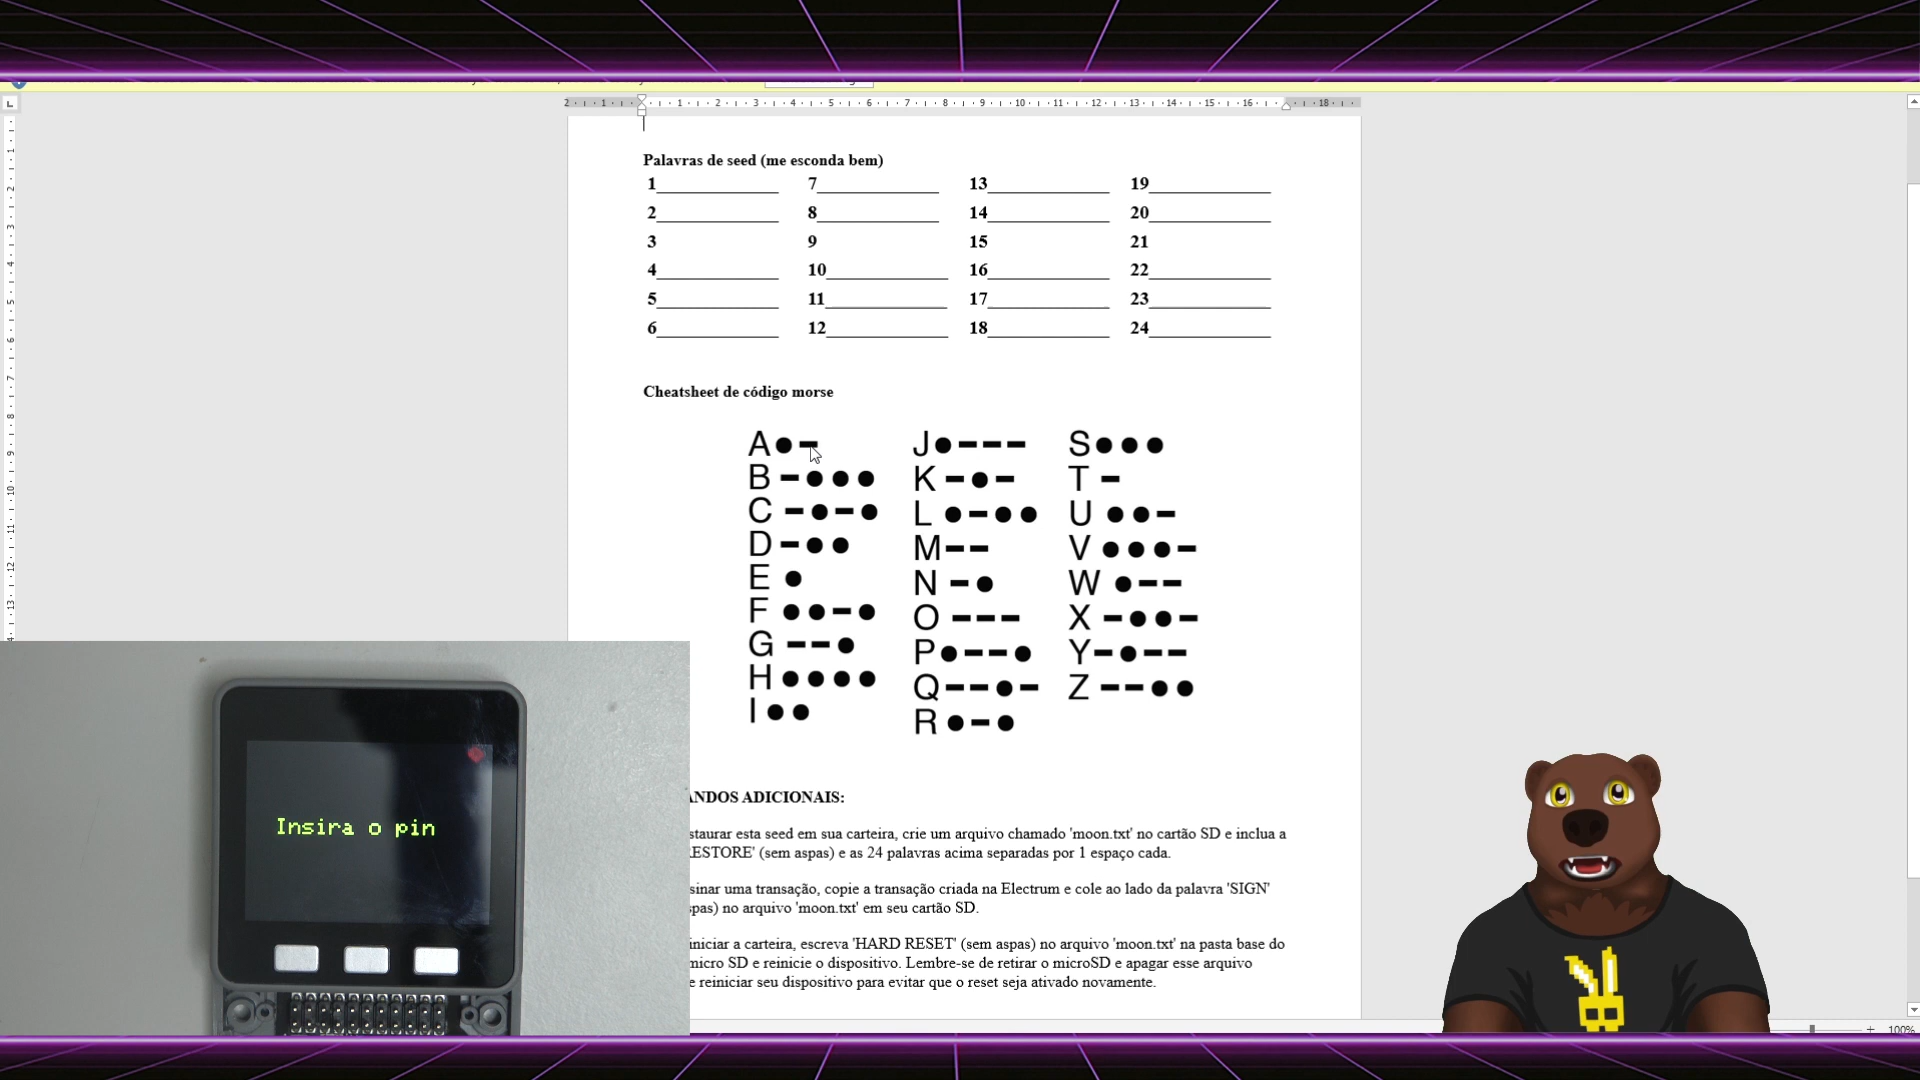 Palavras de seed (me esconda bem)
1 7 13 19
2 8 14 20
3 9 15 21
4 10 16 22
5 11 17 23
6 12 18 24
Cheatsheet de código morse
A ●- J ●--- S ●●●
B -●●● K -●- T -
C -●-● L ●-●● U ●●-
D -●● M -- V ●●●-
E ● N -● W ●--
F ●●-● O --- X -●●-
G --● P ●--● Y -●--
H ●●●● Q --●- Z --●●
I ●● R ●-●
Insira o pin
ANDOS ADICIONAIS:
staurar esta seed em sua carteira, crie um arquivo chamado 'moon.txt' no cartão SD e inclua a
ESTORE' (sem aspas) e as 24 palavras acima separadas por 1 espaço cada.
sinar uma transação, copie a transação criada na Electrum e cole ao lado da palavra 'SIGN'
spas) no arquivo 'moon.txt' em seu cartão SD.
iniciar a carteira, escreva 'HARD RESET' (sem aspas) no arquivo 'moon.txt' na pasta base do
micro SD e reinicie o dispositivo. Lembre-se de retirar o microSD e apagar esse arquivo
e reiniciar seu dispositivo para evitar que o reset seja ativado novamente.
100%